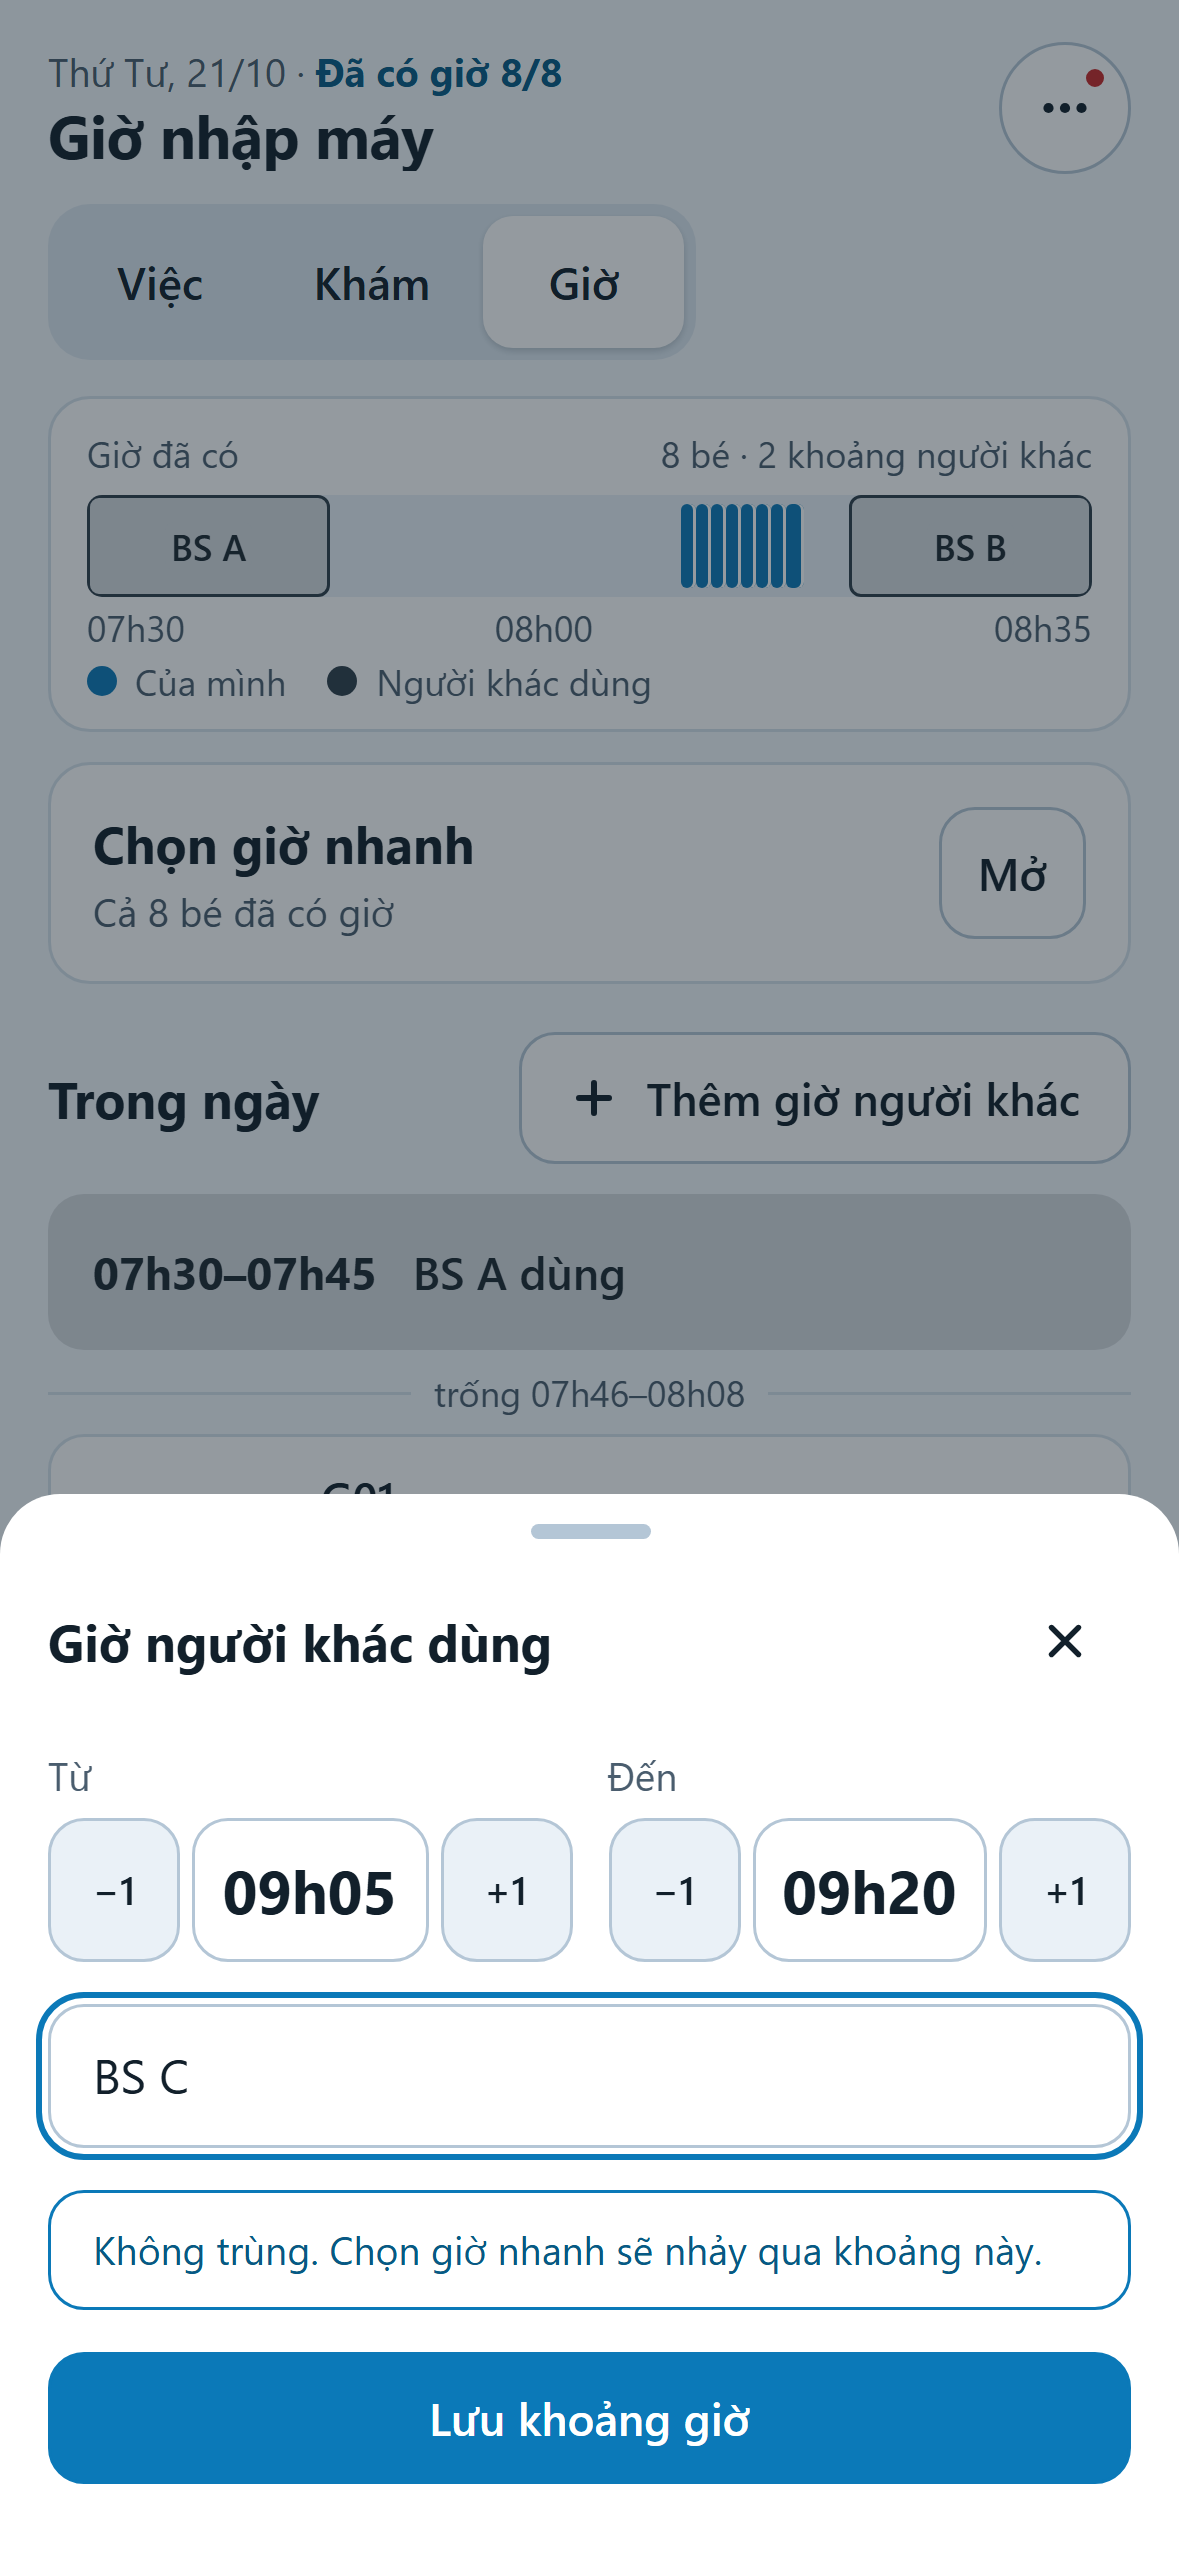 Thứ Tư, 21/10 · Đã có giờ 8/8
Giờ nhập máy
Việc Khám Giờ
Giờ đã có 8 bé · 2 khoảng người khác
BS A BS B
07h30 08h00 08h35
Của mình Người khác dùng
Chọn giờ nhanh
Mở
Cả 8 bé đã có giờ
Trong ngày + Thêm giờ người khác
07h30–07h45 BS A dùng
trống 07h46–08h08
G01
Giờ người khác dùng
Từ Đến
−1 09h05 +1 −1 09h20 +1
BS C
Không trùng. Chọn giờ nhanh sẽ nhảy qua khoảng này.
Lưu khoảng giờ